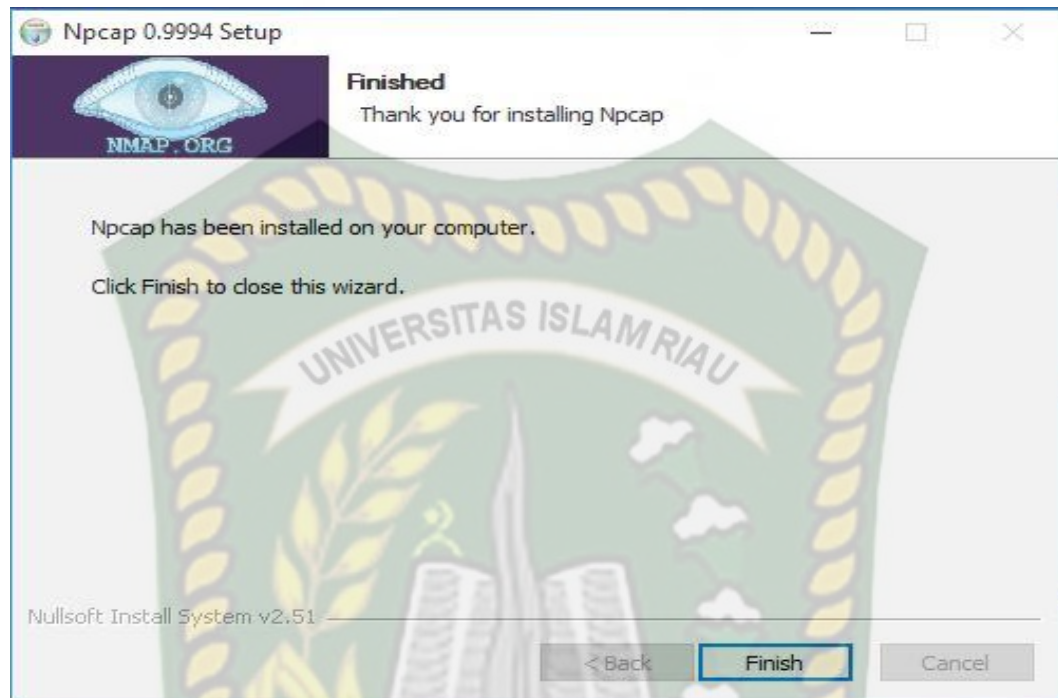 Npcap 0.9994 Setup
Finished
Thank you for installing Npcap
NMAP.ORG
Npcap has been installed on your computer.
Click Finish to close this wizard.
UNIVERSITAS ISLAM RIAU
Nullsoft Install System v2.51
< Back
Finish
Cancel